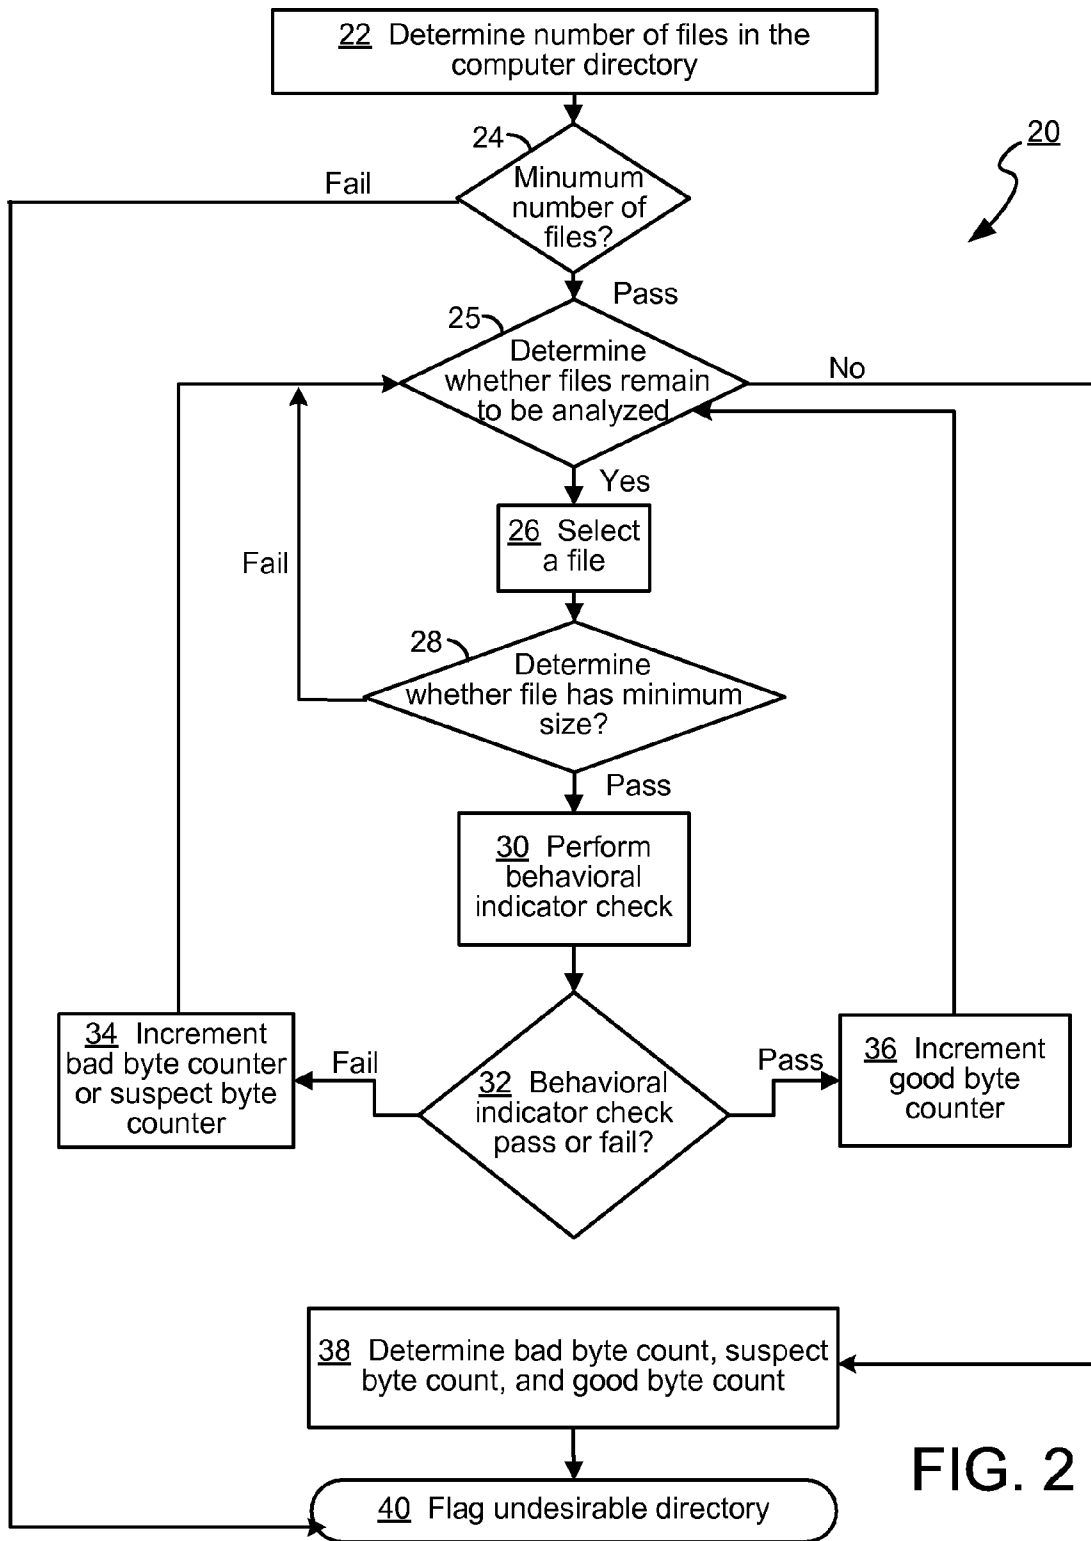 22 Determine number of files in the
computer directory
24
20
Fail
Minumum
number of
files?
Pass
25
Determine
whether files remain
to be analyzed
No
Yes
26 Select
a file
Fail
28
Determine
whether file has minimum
size?
Pass
30 Perform
behavioral
indicator check
34 Increment
bad byte counter
or suspect byte
counter
Fail
32 Behavioral
indicator check
pass or fail?
Pass
36 Increment
good byte
counter
38 Determine bad byte count, suspect
byte count, and good byte count
FIG. 2
40 Flag undesirable directory